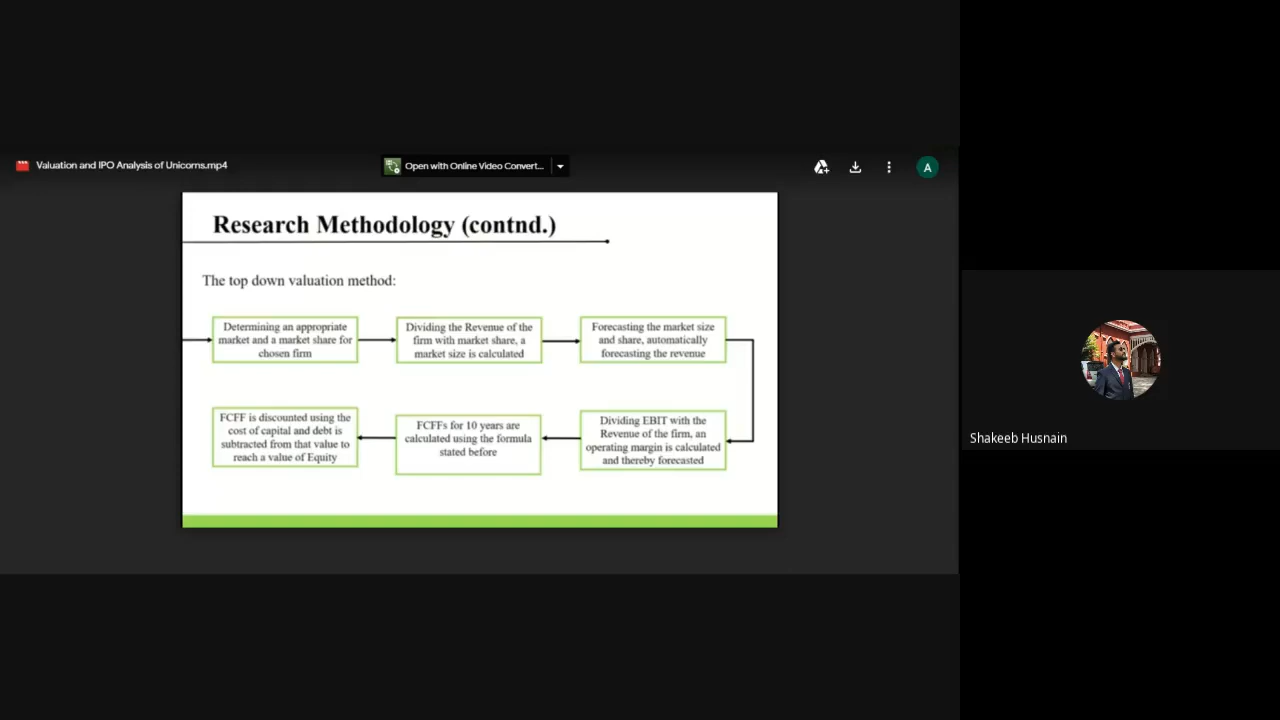 Valuation and IPO Analysis of Unicorns.mp4
Open with Online Video Convert...
A
Research Methodology (contnd.)
The top down valuation method:
Determining an appropriate
market and a market share for
chosen firm
Dividing the Revenue of the
firm with market share, a
market size is calculated
Forecasting the market size
and share, automatically
forecasting the revenue
Dividing EBIT with the
Revenue of the firm, an
operating margin is calculated
and thereby forecasted
FCFFs for 10 years are
calculated using the formula
stated before
FCFF is discounted using the
cost of capital and debt is
subtracted from that value to
reach a value of Equity
Shakeeb Husnain